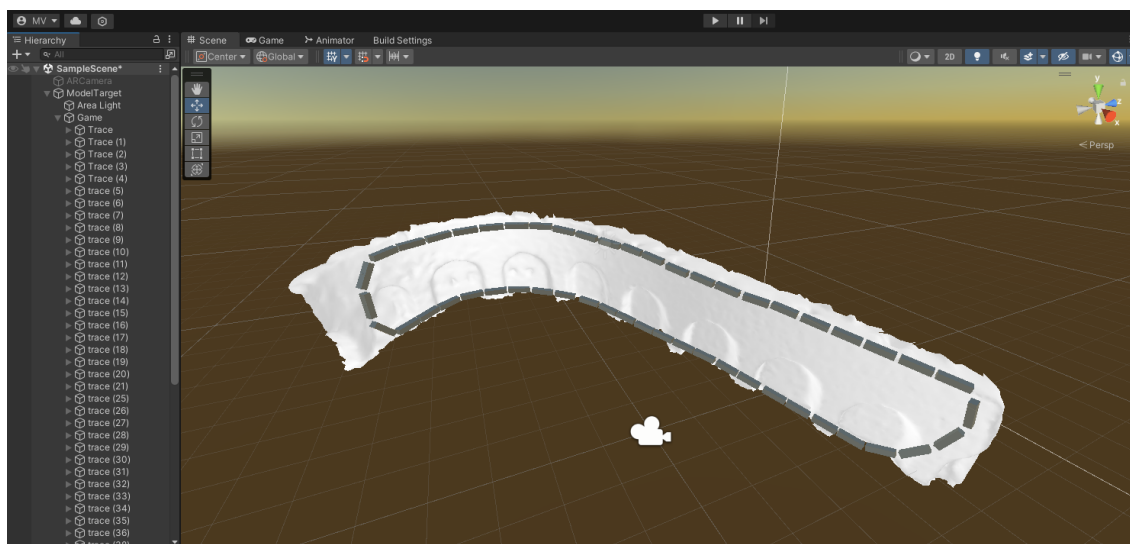 MV
Hierarchy
Scene
Game
Animator
Build Settings
All
Center
Global
2D
SampleScene*
ARCamera
ModelTarget
Area Light
Game
Trace
Trace (1)
Trace (2)
Trace (3)
Trace (4)
trace (5)
trace (6)
trace (7)
trace (8)
trace (9)
trace (10)
trace (11)
trace (12)
trace (13)
trace (14)
trace (15)
trace (16)
trace (17)
trace (18)
trace (19)
trace (20)
trace (21)
trace (25)
trace (26)
trace (27)
trace (28)
trace (29)
trace (30)
trace (31)
trace (32)
trace (33)
trace (34)
trace (35)
trace (36)
y
z
x
Persp